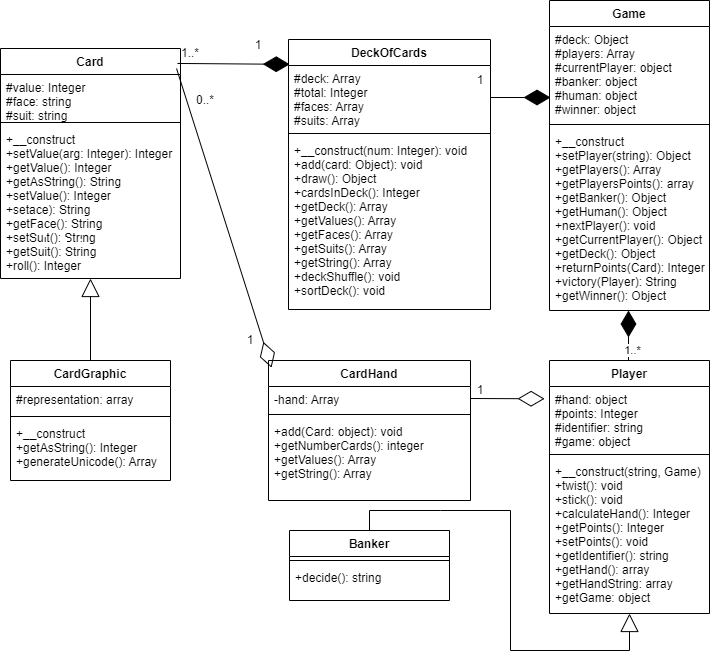 Card
#value: Integer
#face: string
#suit: string
+__construct
+setValue(arg: Integer): Integer
+getValue(): Integer
+getAsString(): String
+setValue(): Integer
+setace): String
+getFace(): String
+setSuit(): String
+getSuit(): String
+roll(): Integer
1..*
1
0..*
DeckOfCards
#deck: Array
#total: Integer
#faces: Array
#suits: Array
+__construct(num: Integer): void
+add(card: Object): void
+draw(): Object
+cardsInDeck(): Integer
+getDeck(): Array
+getValues(): Array
+getFaces(): Array
+getSuits(): Array
+getString(): Array
+deckShuffle(): void
+sortDeck(): void
1
Game
#deck: Object
#players: Array
#currentPlayer: object
#banker: object
#human: object
#winner: object
+__construct
+setPlayer(string): Object
+getPlayers(): Array
+getPlayersPoints(): array
+getBanker(): Object
+getHuman(): Object
+nextPlayer(): void
+getCurrentPlayer(): Object
+getDeck(): Object
+returnPoints(Card): Integer
+victory(Player): String
+getWinner(): Object
1..*
CardGraphic
#representation: array
+__construct
+getAsString(): Integer
+generateUnicode(): Array
1
CardHand
-hand: Array
+add(Card: object): void
+getNumberCards(): integer
+getValues(): Array
+getString(): Array
1
Player
#hand: object
#points: Integer
#identifier: string
#game: object
+__construct(string, Game)
+twist(): void
+stick(): void
+calculateHand(): Integer
+getPoints(): Integer
+setPoints(): void
+getIdentifier(): string
+getHand(): array
+getHandString: array
+getGame: object
Banker
+decide(): string